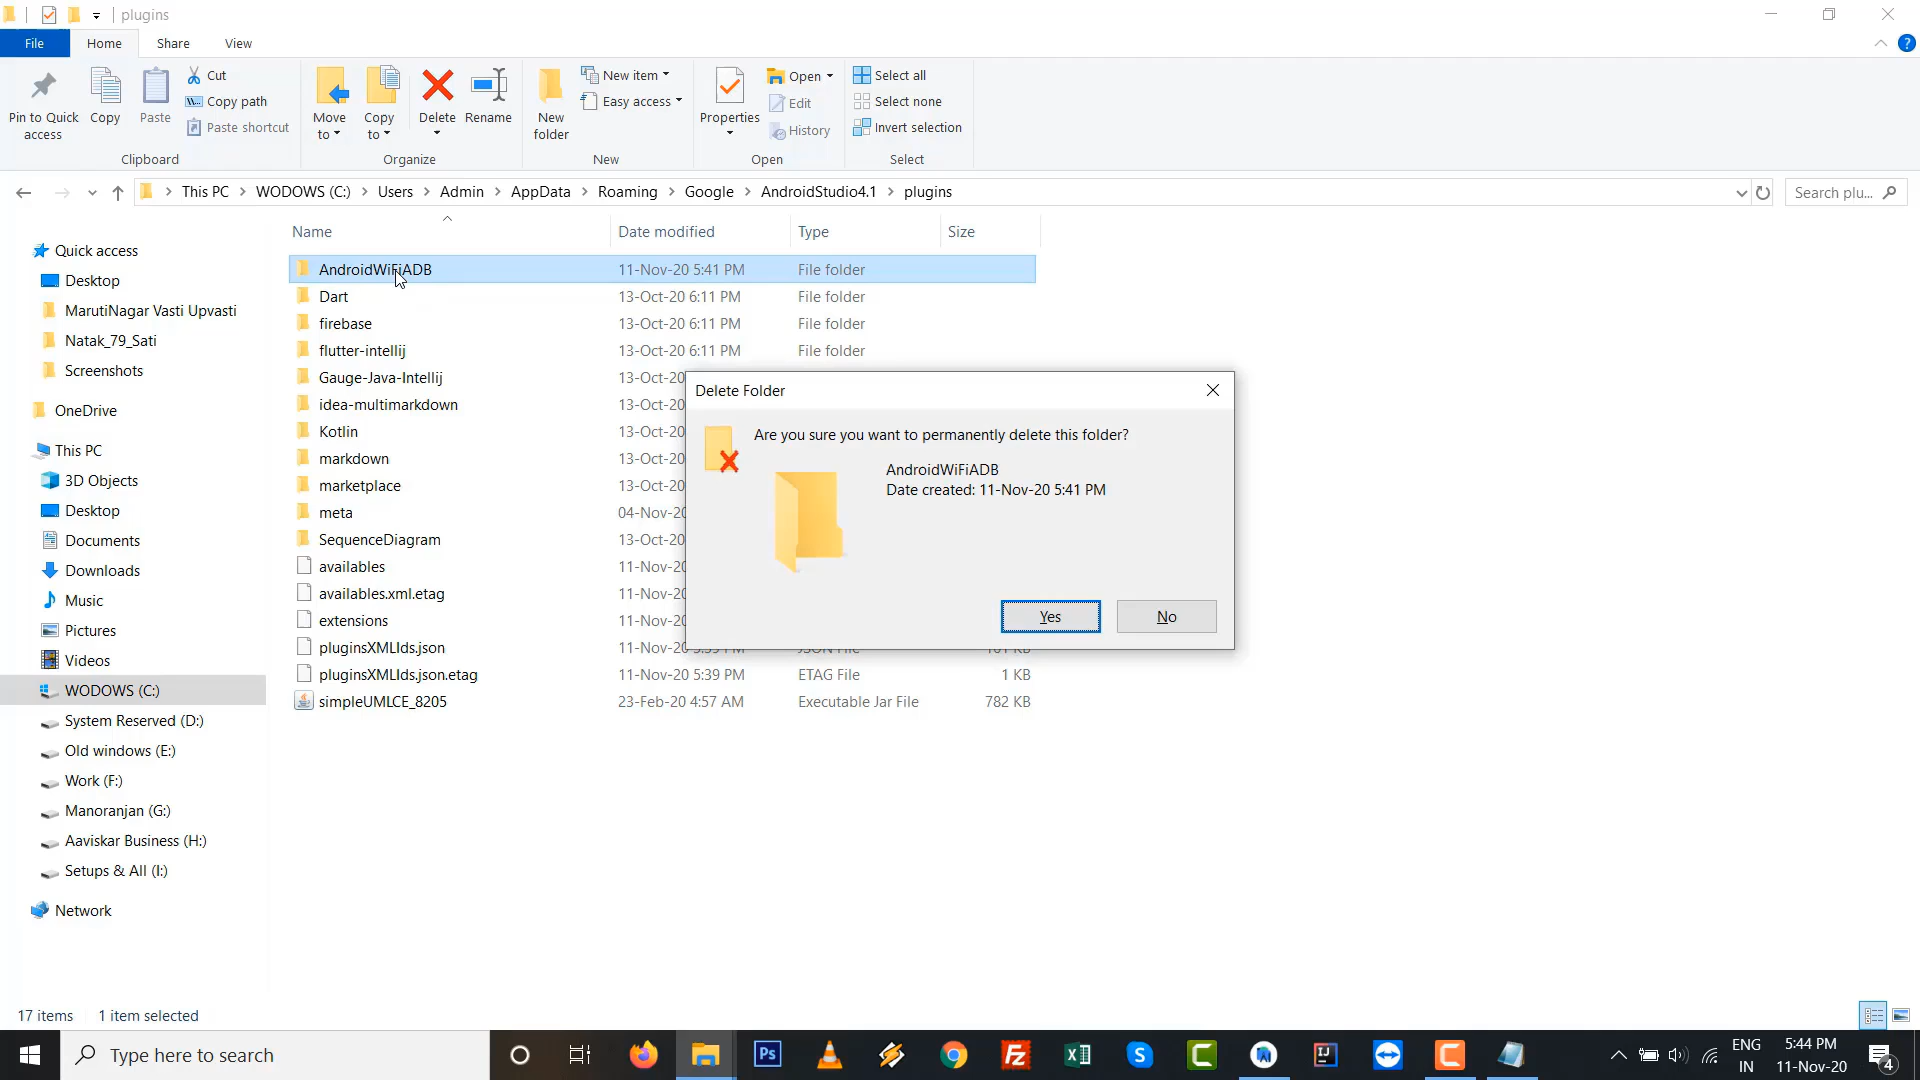 plugins
File
Home
Share
View
Pin to Quick access
Copy
Paste
Cut
Copy path
Paste shortcut
Clipboard
Move to
Copy to
Delete
Rename
Organize
New folder
New item
Easy access
New
Properties
Open
Edit
History
Open
Select all
Select none
Invert selection
Select
This PC
WODOWS (C:)
Users
Admin
AppData
Roaming
Google
AndroidStudio4.1
plugins
Search plu...
Quick access
Desktop
MarutiNagar Vasti Upvasti
Natak_79_Sati
Screenshots
OneDrive
This PC
3D Objects
Desktop
Documents
Downloads
Music
Pictures
Videos
WODOWS (C:)
System Reserved (D:)
Old windows (E:)
Work (F:)
Manoranjan (G:)
Aaviskar Business (H:)
Setups & All (I:)
Network
Name Date modified Type Size
AndroidWiFiADB 11-Nov-20 5:41 PM File folder
Dart 13-Oct-20 6:11 PM File folder
firebase 13-Oct-20 6:11 PM File folder
flutter-intellij 13-Oct-20 6:11 PM File folder
Gauge-Java-Intellij 13-Oct-20
idea-multimarkdown 13-Oct-20
Kotlin 13-Oct-20
markdown 13-Oct-20
marketplace 13-Oct-20
meta 04-Nov-20
SequenceDiagram 13-Oct-20
availables 11-Nov-20
availables.xml.etag 11-Nov-20
extensions 11-Nov-20
pluginsXMLIds.json 11-Nov-20 5:39 PM JSON File 161 KB
pluginsXMLIds.json.etag 11-Nov-20 5:39 PM ETAG File 1 KB
simpleUMLCE_8205 23-Feb-20 4:57 AM Executable Jar File 782 KB
Delete Folder
Are you sure you want to permanently delete this folder?
AndroidWiFiADB
Date created: 11-Nov-20 5:41 PM
Yes
No
17 items
1 item selected
Type here to search
ENG
IN
5:44 PM
11-Nov-20
4